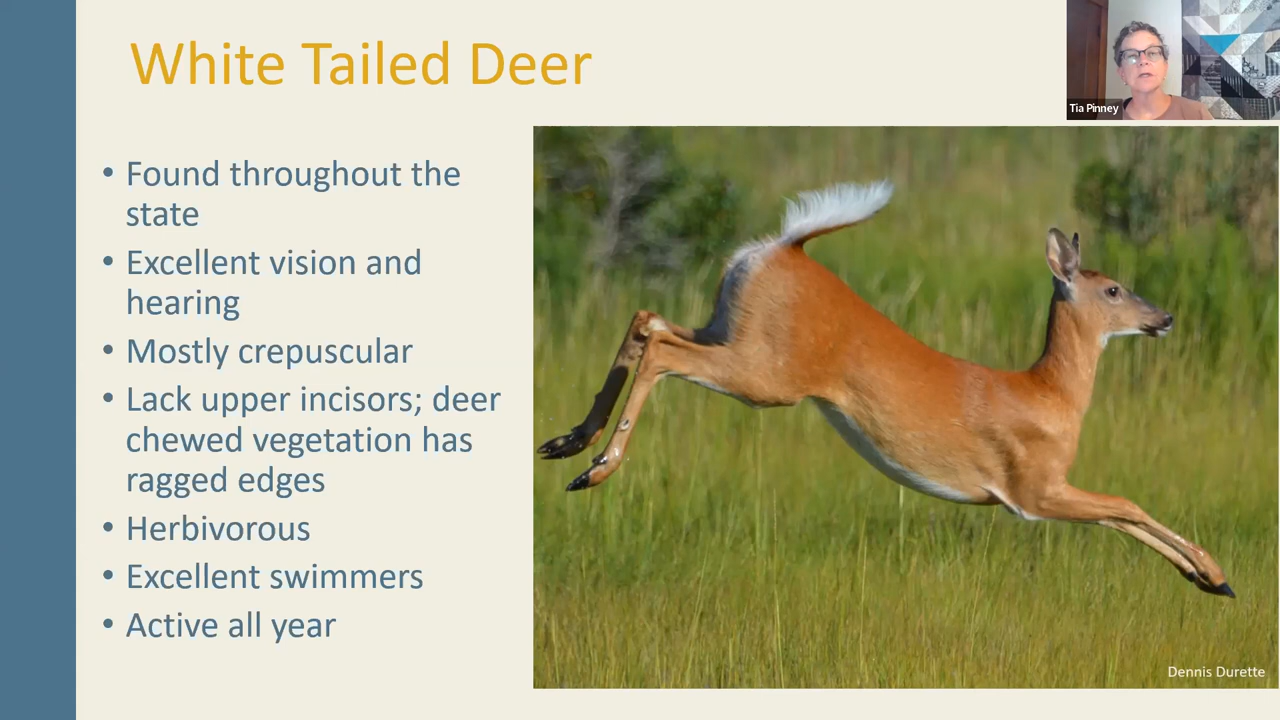 White Tailed Deer
Tia Pinney
• Found throughout the
state
• Excellent vision and
hearing
• Mostly crepuscular
• Lack upper incisors; deer
chewed vegetation has
ragged edges
• Herbivorous
• Excellent swimmers
• Active all year
Dennis Durette